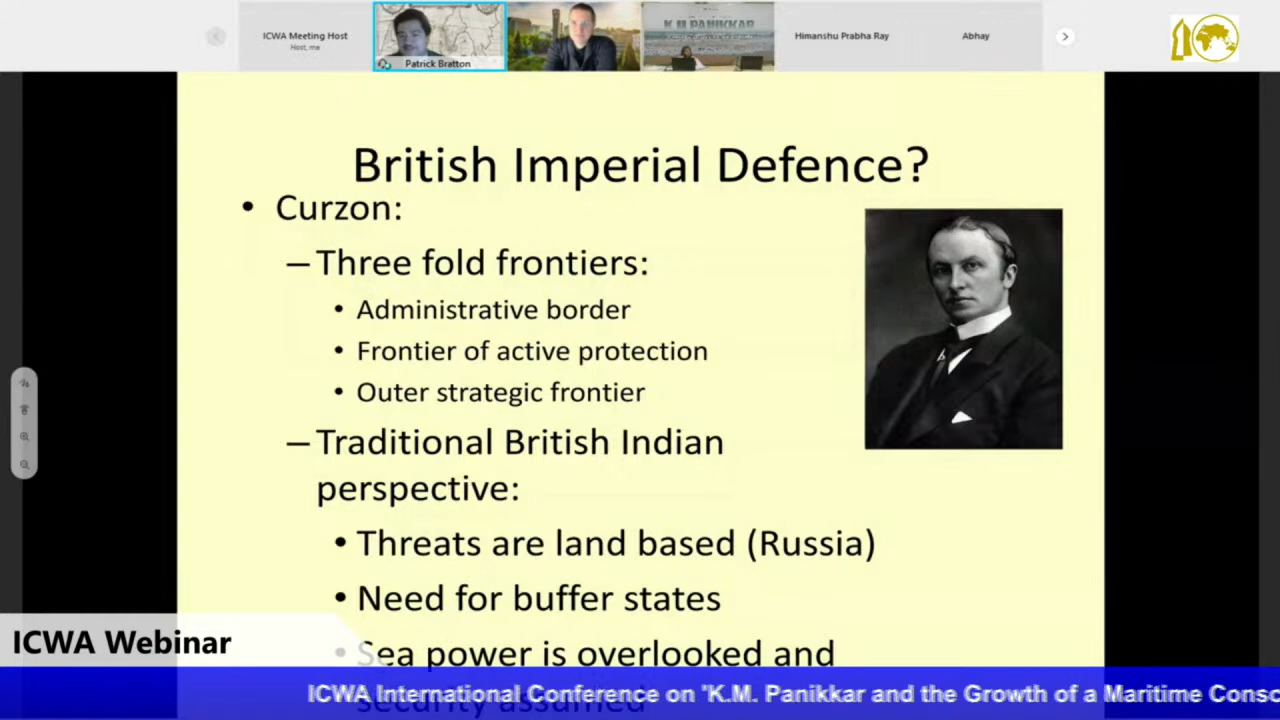 ICWA Meeting Host
Host, me
Patrick Bratton
K M PANIKKAR
Himanshu Prabha Ray
Abhay
British Imperial Defence?
• Curzon:
– Three fold frontiers:
• Administrative border
• Frontier of active protection
• Outer strategic frontier
– Traditional British Indian
perspective:
• Threats are land based (Russia)
• Need for buffer states
• Sea power is overlooked and
security assumed
ICWA Webinar
ICWA International Conference on 'K.M. Panikkar and the Growth of a Maritime Consc